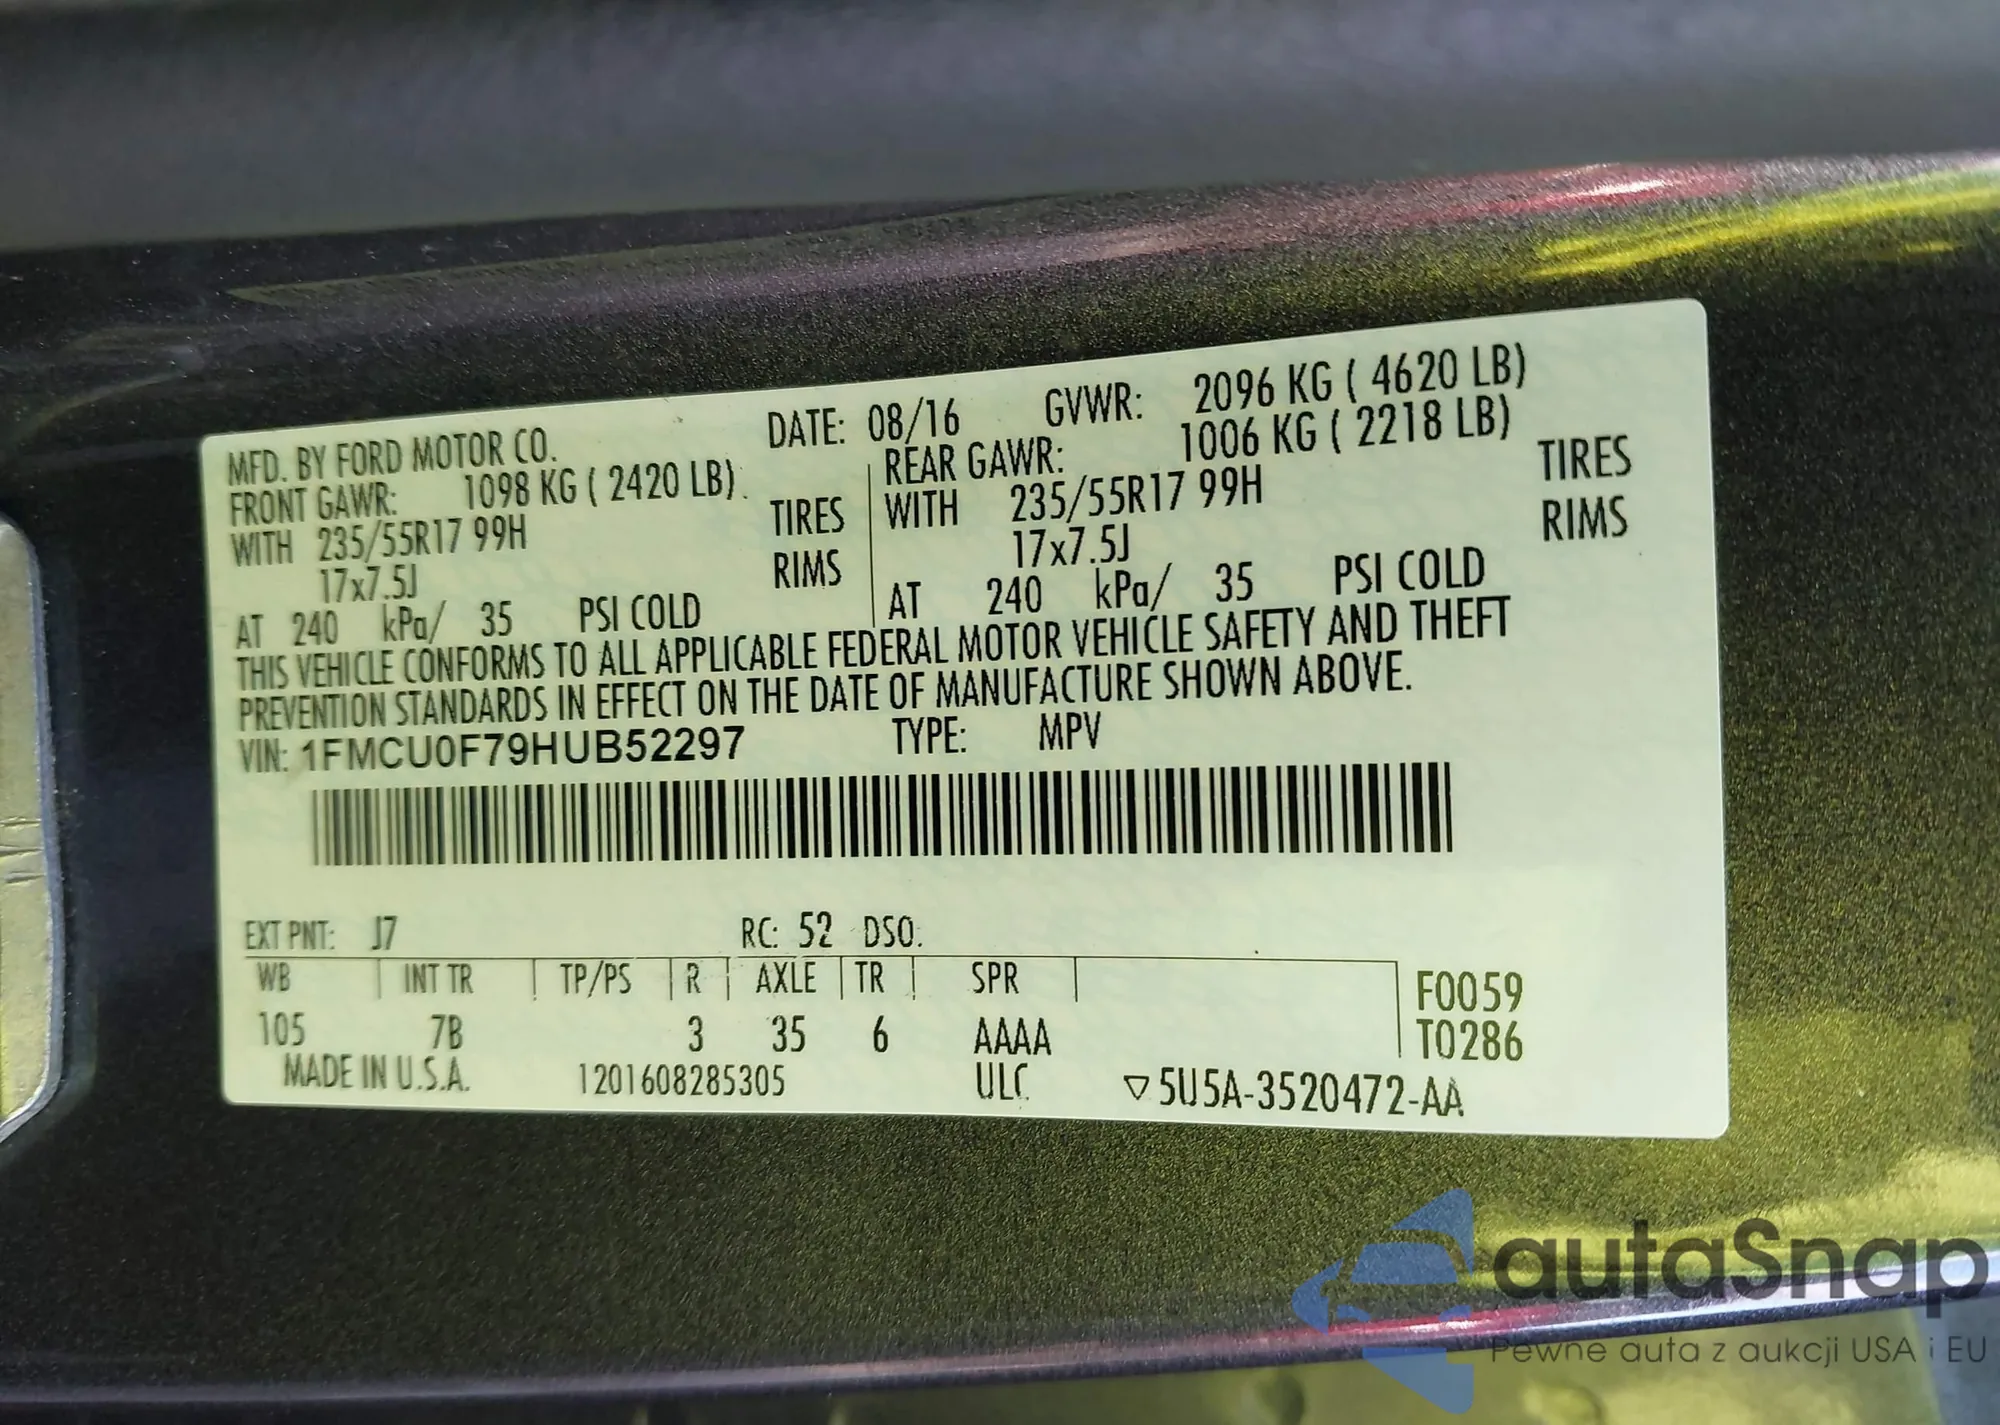 MFD. BY FORD MOTOR CO. DATE: 08/16 GVWR: 2096 KG ( 4620 LB)
FRONT GAWR: 1098 KG ( 2420 LB). REAR GAWR: 1006 KG ( 2218 LB)
WITH 235/55R17 99H TIRES WITH 235/55R17 99H TIRES
17x7.5J RIMS 17x7.5J RIMS
AT 240 kPa/ 35 PSI COLD AT 240 kPa/ 35 PSI COLD
THIS VEHICLE CONFORMS TO ALL APPLICABLE FEDERAL MOTOR VEHICLE SAFETY AND THEFT
PREVENTION STANDARDS IN EFFECT ON THE DATE OF MANUFACTURE SHOWN ABOVE.
VIN: 1FMCU0F79HUB52297 TYPE: MPV
EXT PNT: J7 RC: 52 DSO:
WB INT TR TP/PS R AXLE TR SPR F0059
105 7B 3 35 6 AAAA T0286
MADE IN U.S.A. 1201608285305 ULC ▽5U5A-3520472-AA
autaSnap
Pewne auta z aukcji USA i EU